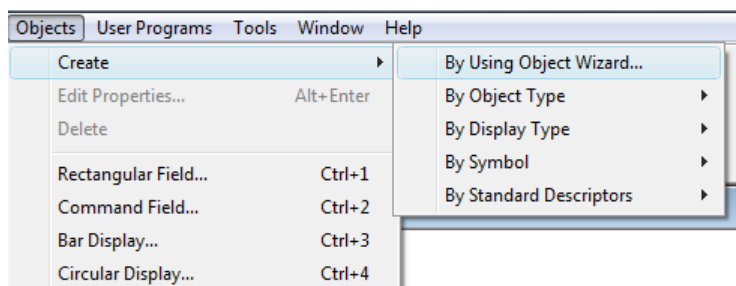 Objects User Programs Tools Window Help
Create
Edit Properties... Alt+Enter
Delete
Rectangular Field... Ctrl+1
Command Field... Ctrl+2
Bar Display... Ctrl+3
Circular Display... Ctrl+4
By Using Object Wizard...
By Object Type
By Display Type
By Symbol
By Standard Descriptors